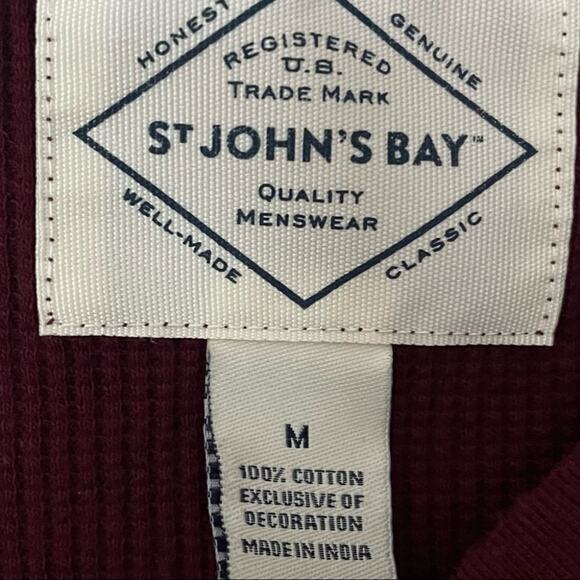 HONEST
GENUINE
REGISTERED
U.S.
TRADE MARK
ST JOHN'S BAY™
QUALITY
MENSWEAR
WELL-MADE
CLASSIC
M
100% COTTON
EXCLUSIVE OF
DECORATION
MADE IN INDIA